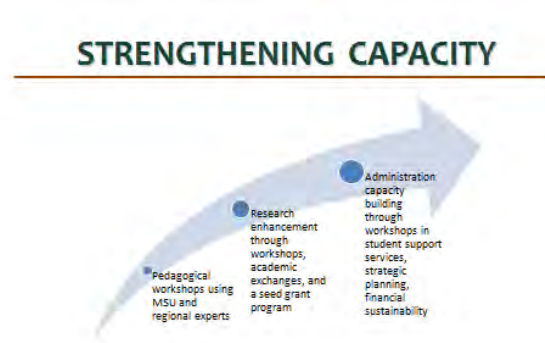 STRENGTHENING CAPACITY
Pedagogical
workshops using
MSU and
regional experts
Research
enhancement
through
workshops,
academic
exchanges, and
a seed grant
program
Administration
capacity
building
through
workshops in
student support
services,
strategic
planning,
financial
sustainability